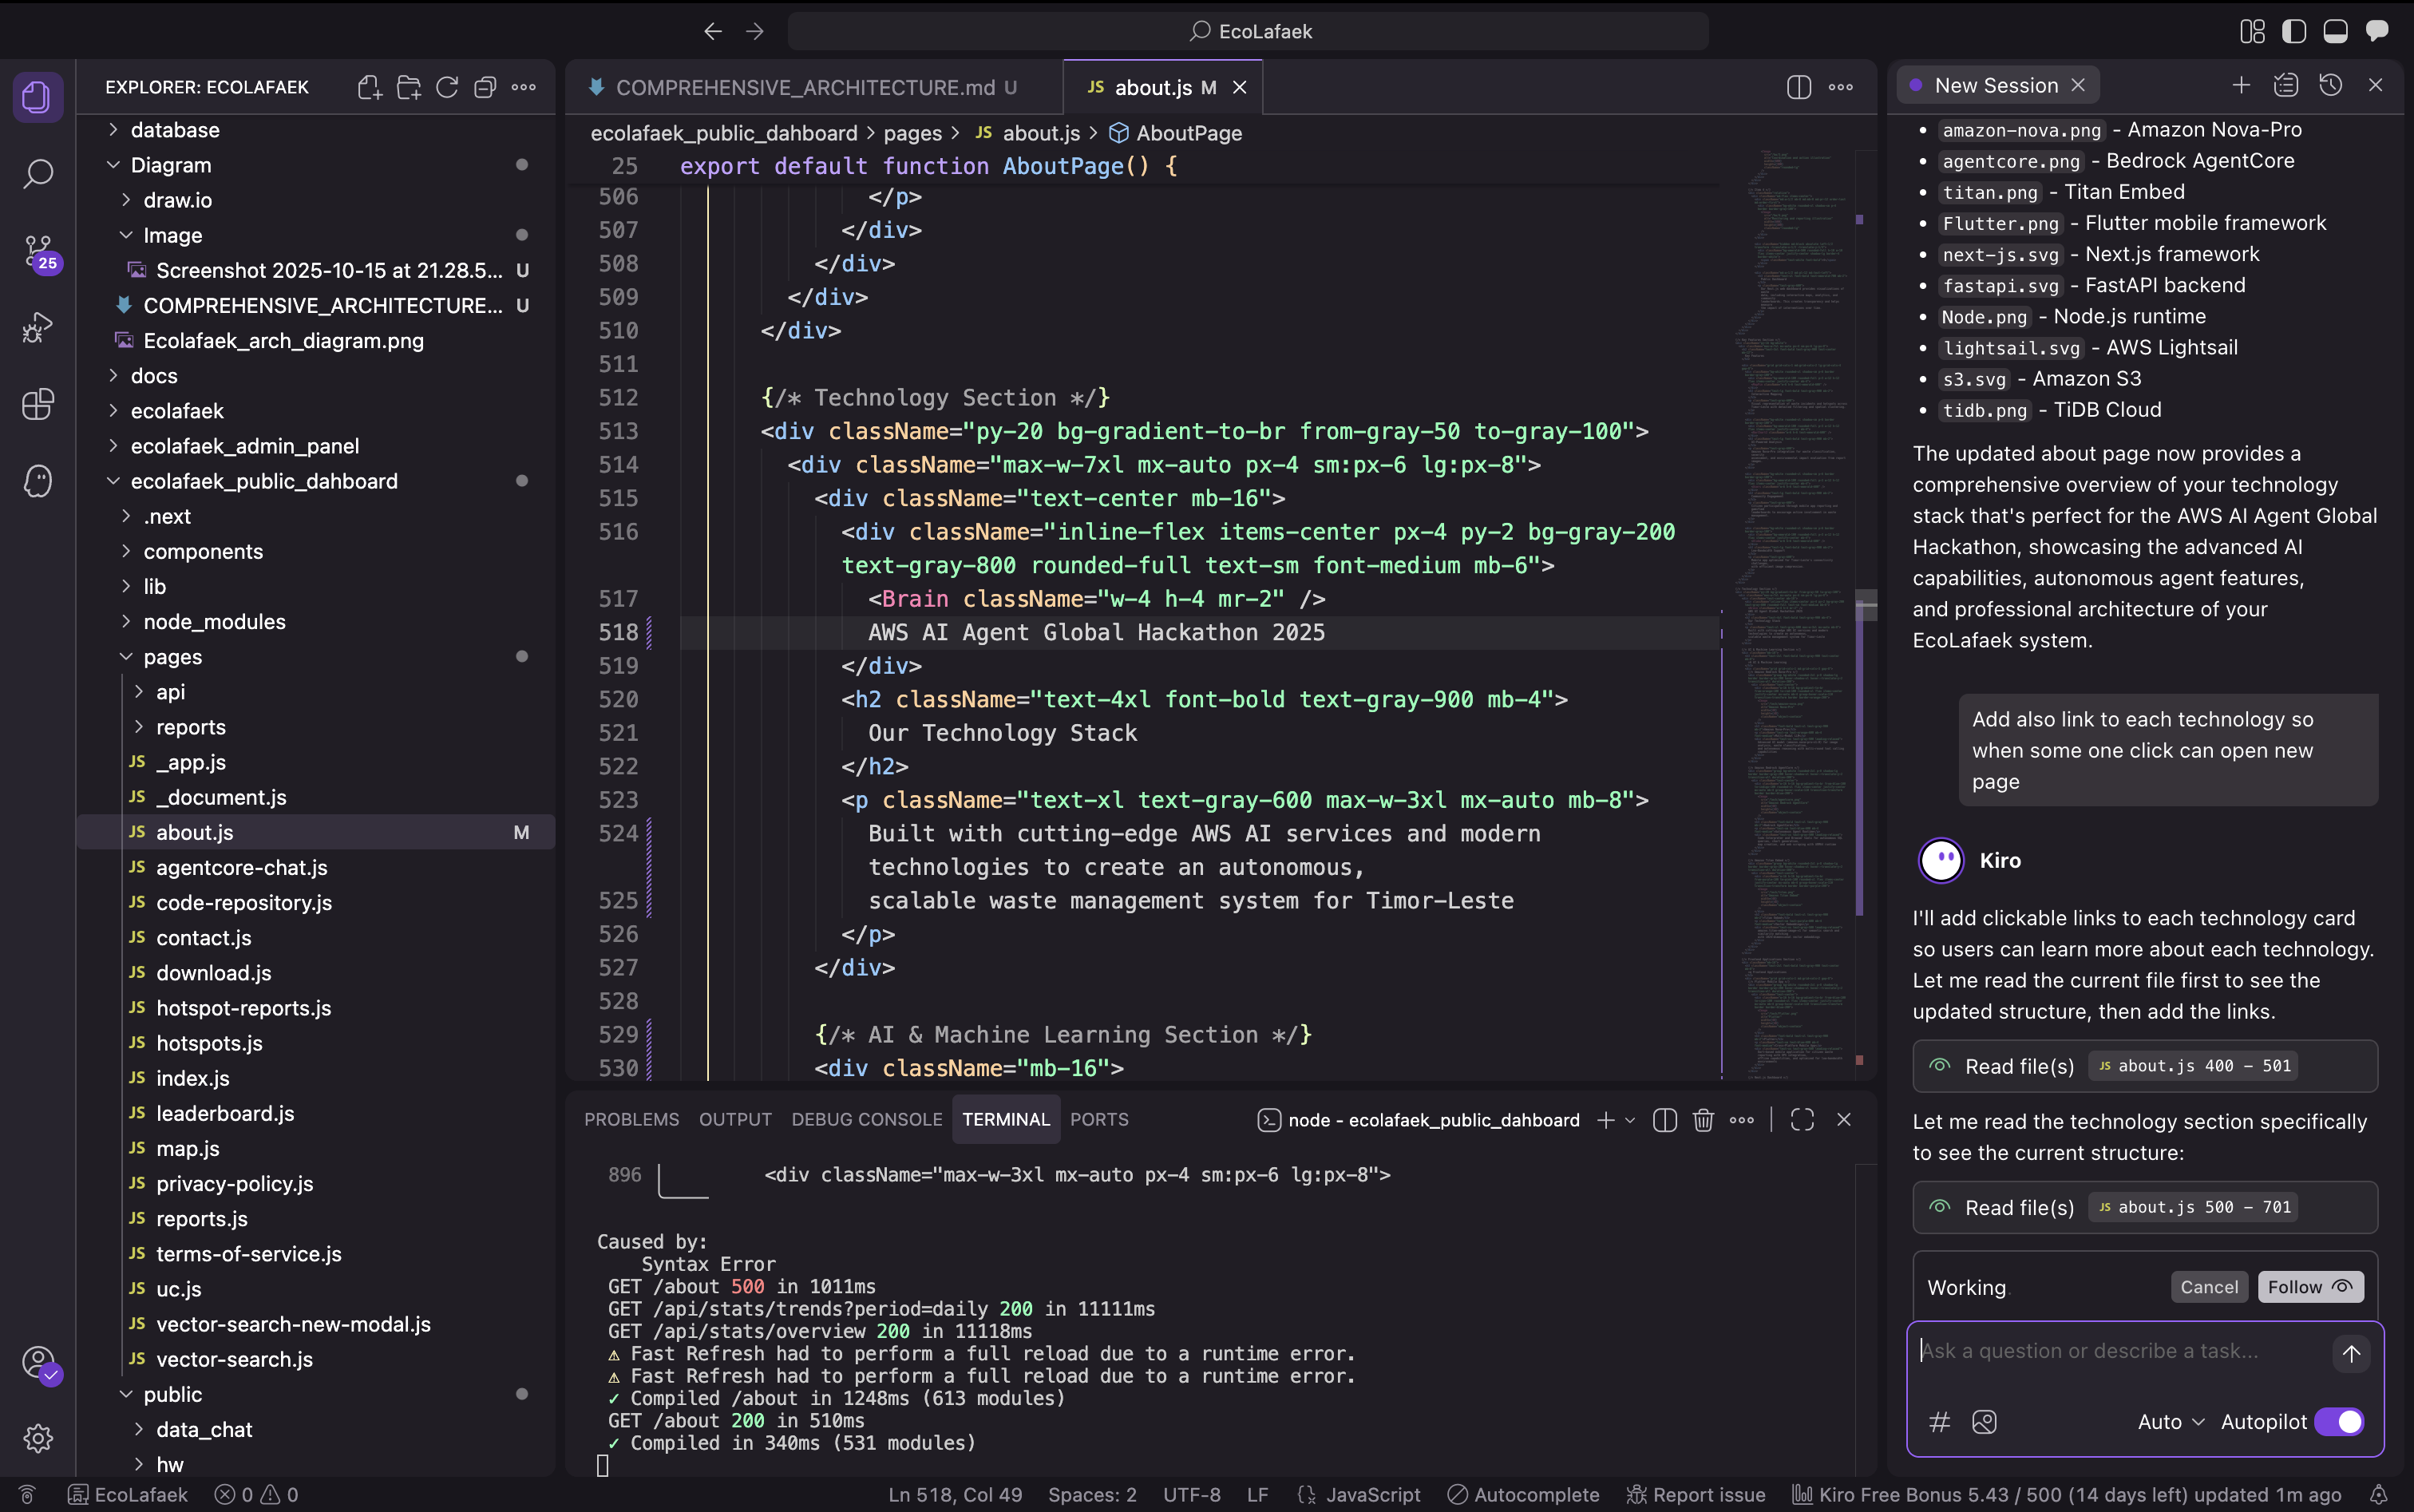 EcoLafaek
EXPLORER: ECOLAFAEK
database
Diagram
draw.io
Image
Screenshot 2025-10-15 at 21.28.5... U
COMPREHENSIVE_ARCHITECTURE... U
Ecolafaek_arch_diagram.png
docs
ecolafaek
ecolafaek_admin_panel
ecolafaek_public_dahboard
.next
components
lib
node_modules
pages
api
reports
JS _app.js
JS _document.js
JS about.js M
JS agentcore-chat.js
JS code-repository.js
JS contact.js
JS download.js
JS hotspot-reports.js
JS hotspots.js
JS index.js
JS leaderboard.js
JS map.js
JS privacy-policy.js
JS reports.js
JS terms-of-service.js
JS uc.js
JS vector-search-new-modal.js
JS vector-search.js
public
data_chat
hw
25
COMPREHENSIVE_ARCHITECTURE.md U
JS about.js M
ecolafaek_public_dahboard > pages > JS about.js > AboutPage
25 export default function AboutPage() {
506 </p>
507 </div>
508 </div>
509 </div>
510 </div>
511
512 {/* Technology Section */}
513 <div className="py-20 bg-gradient-to-br from-gray-50 to-gray-100">
514 <div className="max-w-7xl mx-auto px-4 sm:px-6 lg:px-8">
515 <div className="text-center mb-16">
516 <div className="inline-flex items-center px-4 py-2 bg-gray-200
text-gray-800 rounded-full text-sm font-medium mb-6">
517 <Brain className="w-4 h-4 mr-2" />
518 AWS AI Agent Global Hackathon 2025
519 </div>
520 <h2 className="text-4xl font-bold text-gray-900 mb-4">
521 Our Technology Stack
522 </h2>
523 <p className="text-xl text-gray-600 max-w-3xl mx-auto mb-8">
524 Built with cutting-edge AWS AI services and modern
technologies to create an autonomous,
525 scalable waste management system for Timor-Leste
526 </p>
527 </div>
528
529 {/* AI & Machine Learning Section */}
530 <div className="mb-16">
PROBLEMS OUTPUT DEBUG CONSOLE TERMINAL PORTS
node - ecolafaek_public_dahboard
896 <div className="max-w-3xl mx-auto px-4 sm:px-6 lg:px-8">
Caused by:
Syntax Error
GET /about 500 in 1011ms
GET /api/stats/trends?period=daily 200 in 11111ms
GET /api/stats/overview 200 in 11118ms
⚠ Fast Refresh had to perform a full reload due to a runtime error.
⚠ Fast Refresh had to perform a full reload due to a runtime error.
✓ Compiled /about in 1248ms (613 modules)
GET /about 200 in 510ms
✓ Compiled in 340ms (531 modules)
New Session
• amazon-nova.png - Amazon Nova-Pro
• agentcore.png - Bedrock AgentCore
• titan.png - Titan Embed
• Flutter.png - Flutter mobile framework
• next-js.svg - Next.js framework
• fastapi.svg - FastAPI backend
• Node.png - Node.js runtime
• lightsail.svg - AWS Lightsail
• s3.svg - Amazon S3
• tidb.png - TiDB Cloud
The updated about page now provides a
comprehensive overview of your technology
stack that's perfect for the AWS AI Agent Global
Hackathon, showcasing the advanced AI
capabilities, autonomous agent features,
and professional architecture of your
EcoLafaek system.
Add also link to each technology so
when some one click can open new
page
Kiro
I'll add clickable links to each technology card
so users can learn more about each technology.
Let me read the current file first to see the
updated structure, then add the links.
Read file(s) JS about.js 400 - 501
Let me read the technology section specifically
to see the current structure:
Read file(s) JS about.js 500 - 701
Working. Cancel Follow
Ask a question or describe a task...
# Auto Autopilot
EcoLafaek 0 0
Ln 518, Col 49 Spaces: 2 UTF-8 LF {} JavaScript Autocomplete Report issue Kiro Free Bonus 5.43 / 500 (14 days left) updated 1m ago